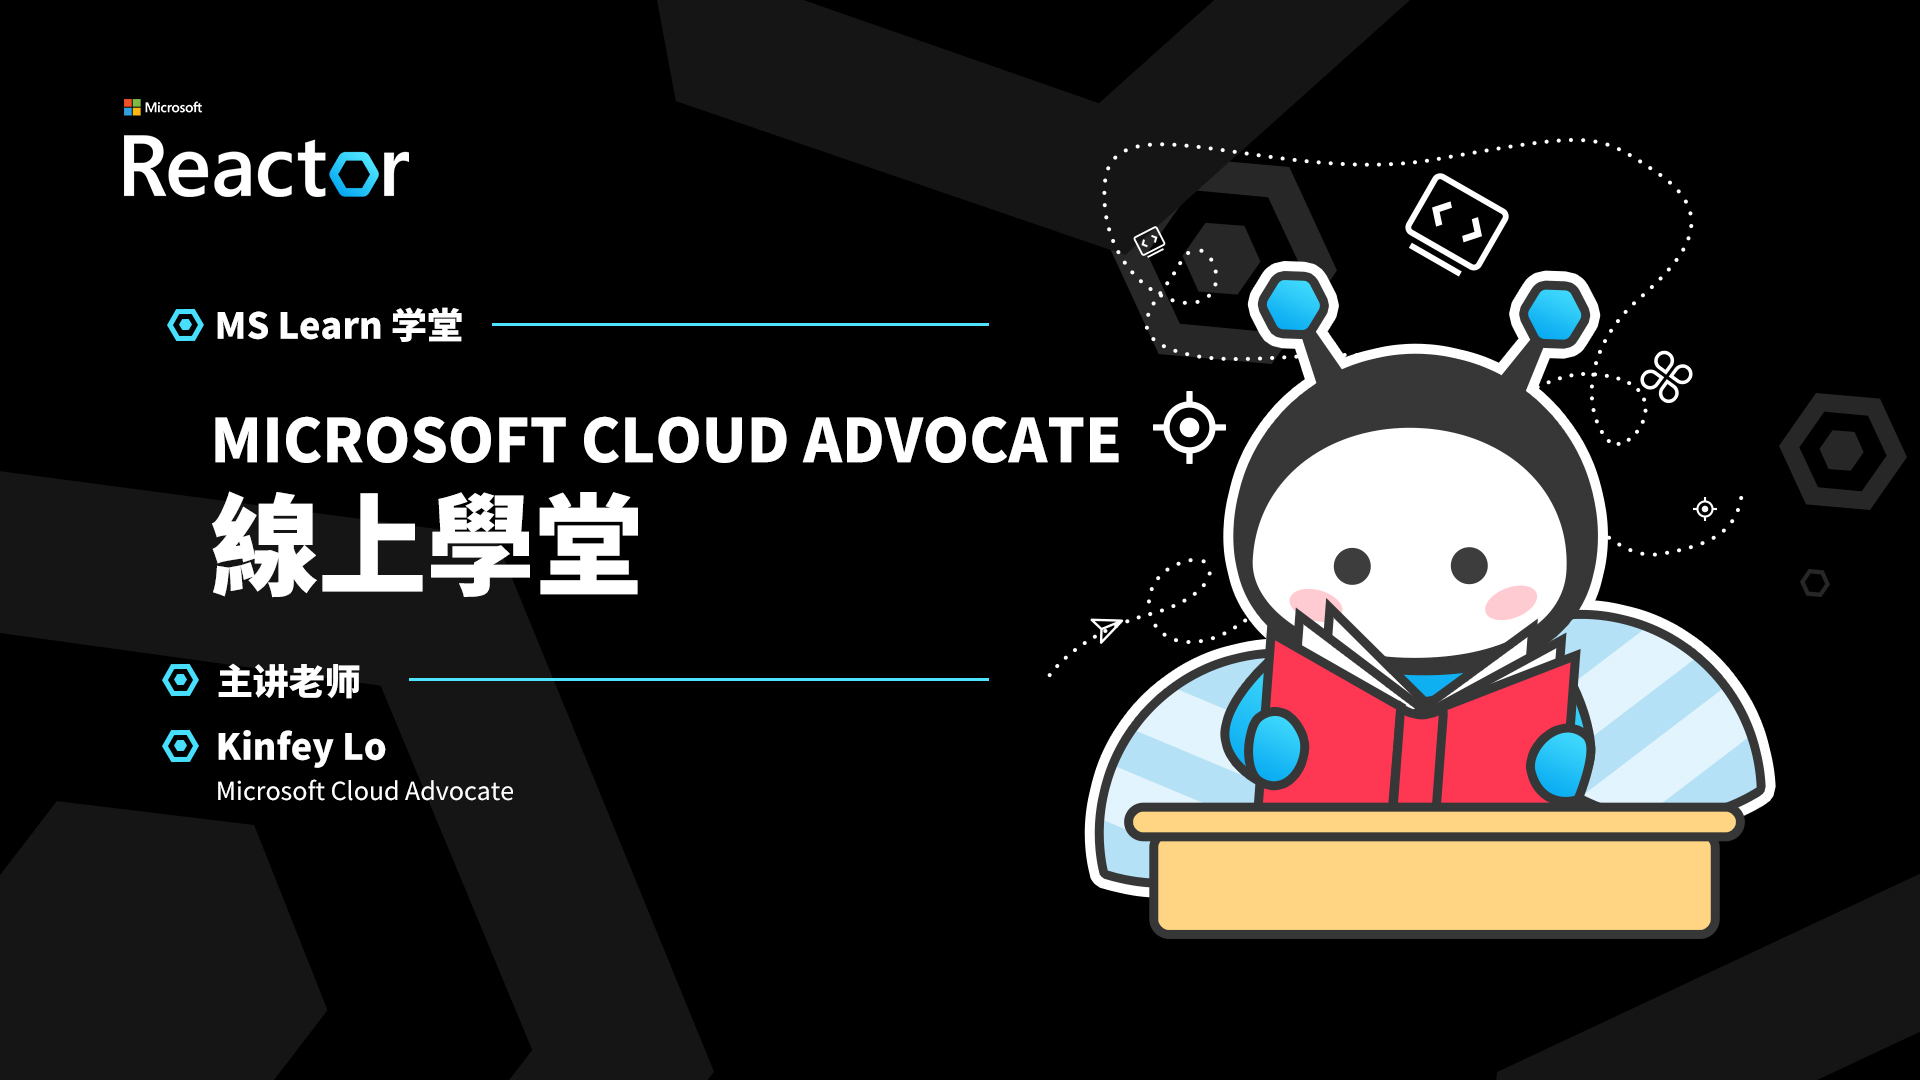 Microsoft
Reactor
MS Learn 学堂
MICROSOFT CLOUD ADVOCATE
線上學堂
主讲老师
Kinfey Lo
Microsoft Cloud Advocate